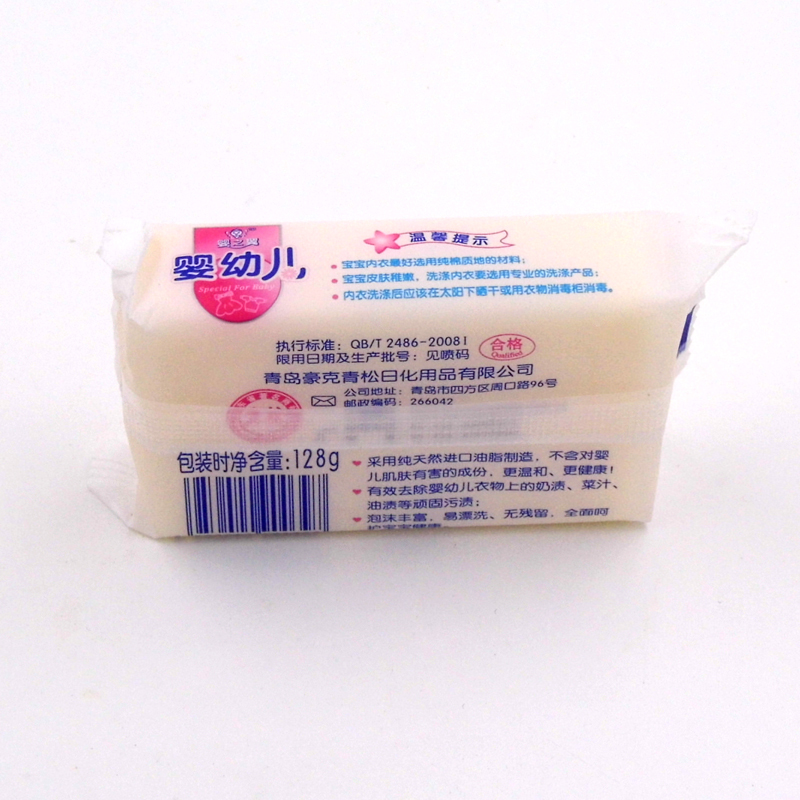 婴幼儿
Special For Baby
温馨提示
宝宝内衣最好选用纯棉质地的材料；
宝宝皮肤稚嫩，洗涤内衣要选用专业的洗涤产品；
内衣洗涤后应该在太阳下晒干或用衣物消毒柜消毒。
执行标准：QB/T 2486-2008Ⅰ
限用日期及生产批号：见喷码
合格
Qualified
青岛豪克青松日化用品有限公司
公司地址：青岛市四方区周口路96号
邮政编码：266042
包装时净含量：128g
采用纯天然进口油脂制造，不含对婴
儿肌肤有害的成份，更温和、更健康！
有效去除婴幼儿衣物上的奶渍、菜汁、
油渍等顽固污渍；
泡沫丰富，易漂洗、无残留，全面呵
护宝宝健康